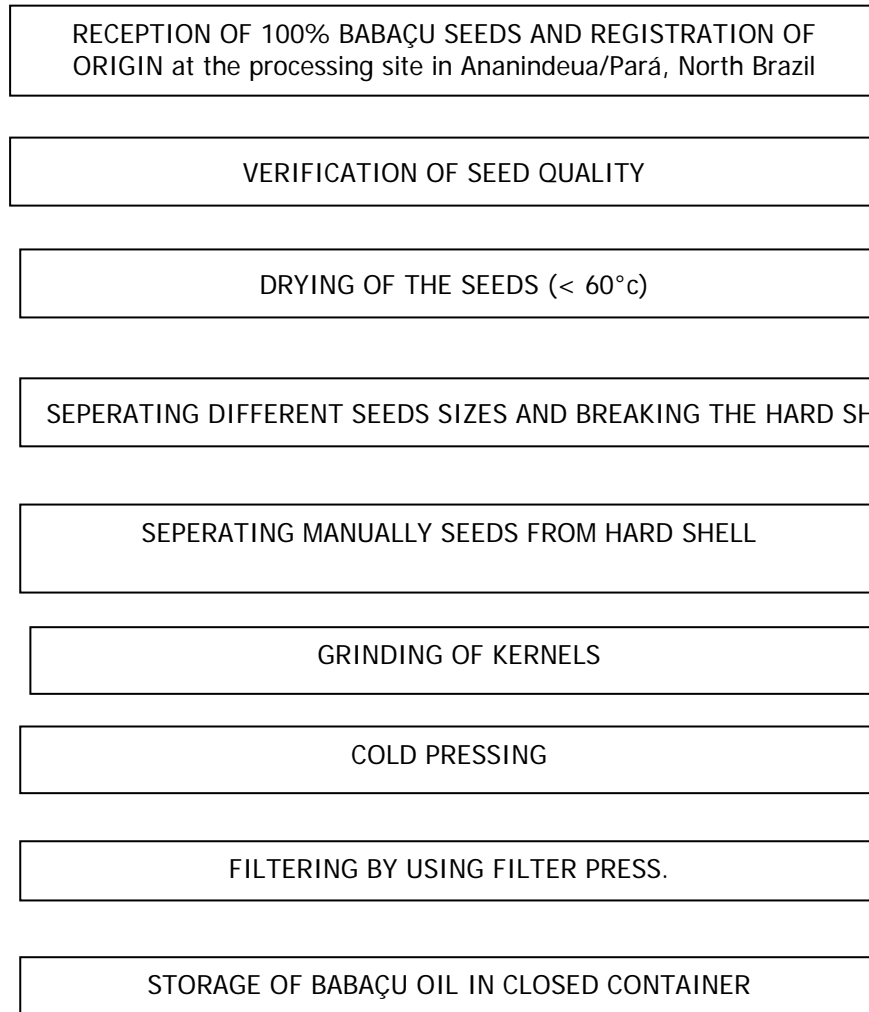 RECEPTION OF 100% BABAÇU SEEDS AND REGISTRATION OF
ORIGIN at the processing site in Ananindeua/Pará, North Brazil
VERIFICATION OF SEED QUALITY
DRYING OF THE SEEDS (< 60°c)
SEPERATING DIFFERENT SEEDS SIZES AND BREAKING THE HARD SH
SEPERATING MANUALLY SEEDS FROM HARD SHELL
GRINDING OF KERNELS
COLD PRESSING
FILTERING BY USING FILTER PRESS.
STORAGE OF BABAÇU OIL IN CLOSED CONTAINER